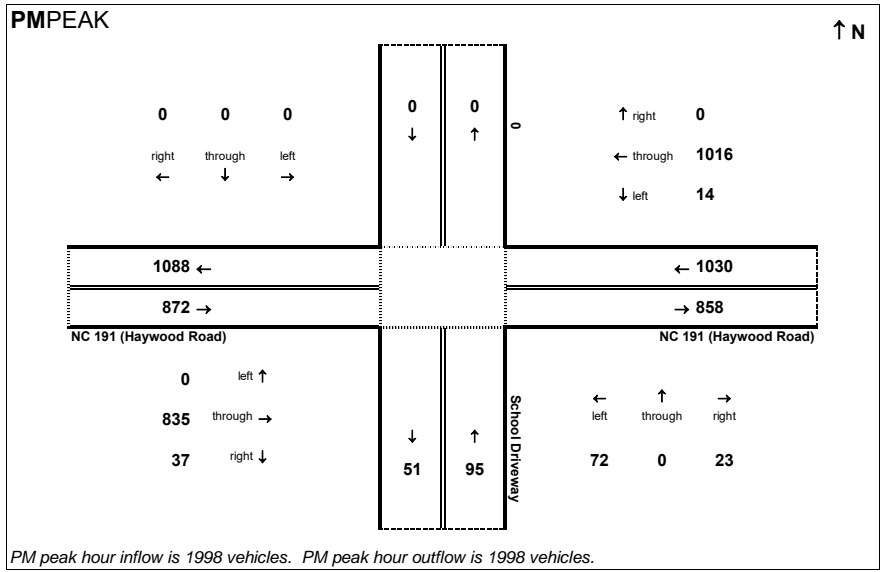 PMPEAK
↑ N
0 0 0
right through left
← ↓ →
0 0
↓ ↑
0
↑ right 0
← through 1016
↓ left 14
1088 ←
← 1030
872 →
→ 858
NC 191 (Haywood Road)
NC 191 (Haywood Road)
0 left ↑
835 through →
37 right ↓
↓ ↑
51 95
School Driveway
← ↑ →
left through right
72 0 23
PM peak hour inflow is 1998 vehicles. PM peak hour outflow is 1998 vehicles.